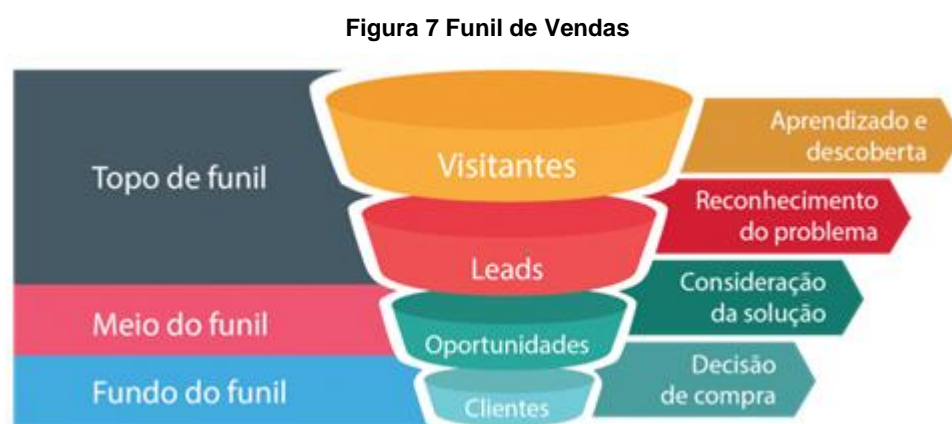 Figura 7 Funil de Vendas
Topo de funil
Visitantes
Aprendizado e
descoberta
Leads
Reconhecimento
do problema
Meio do funil
Oportunidades
Consideração
da solução
Fundo do funil
Clientes
Decisão
de compra